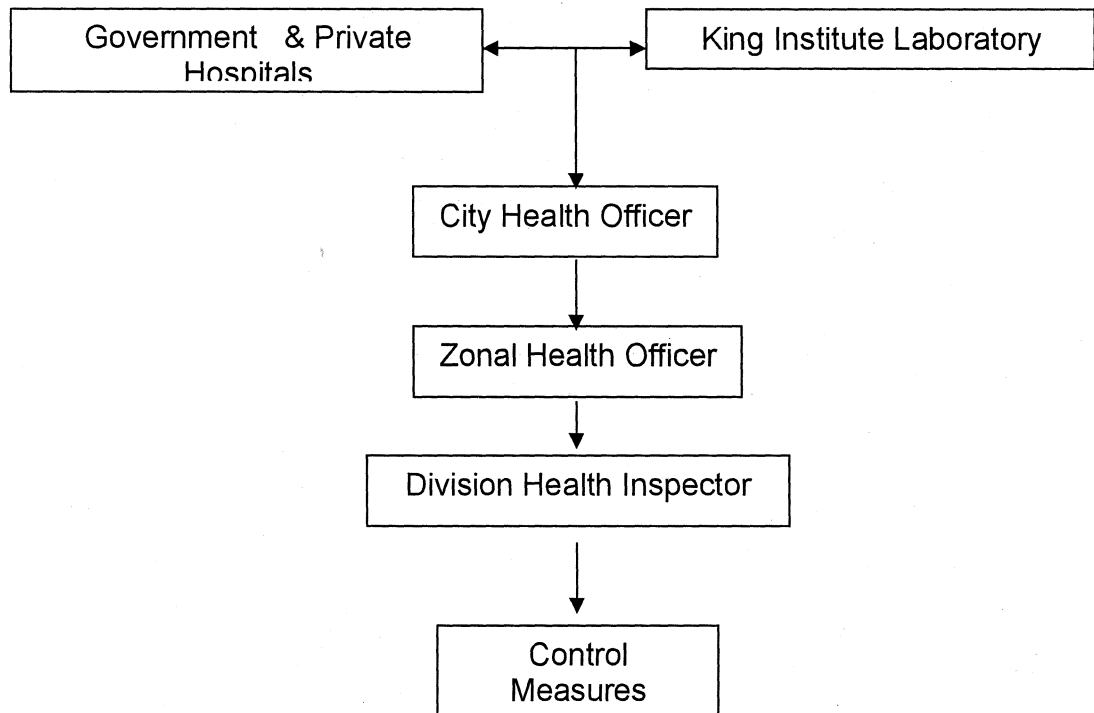 Government & Private
Hospitals
King Institute Laboratory
City Health Officer
Zonal Health Officer
Division Health Inspector
Control
Measures